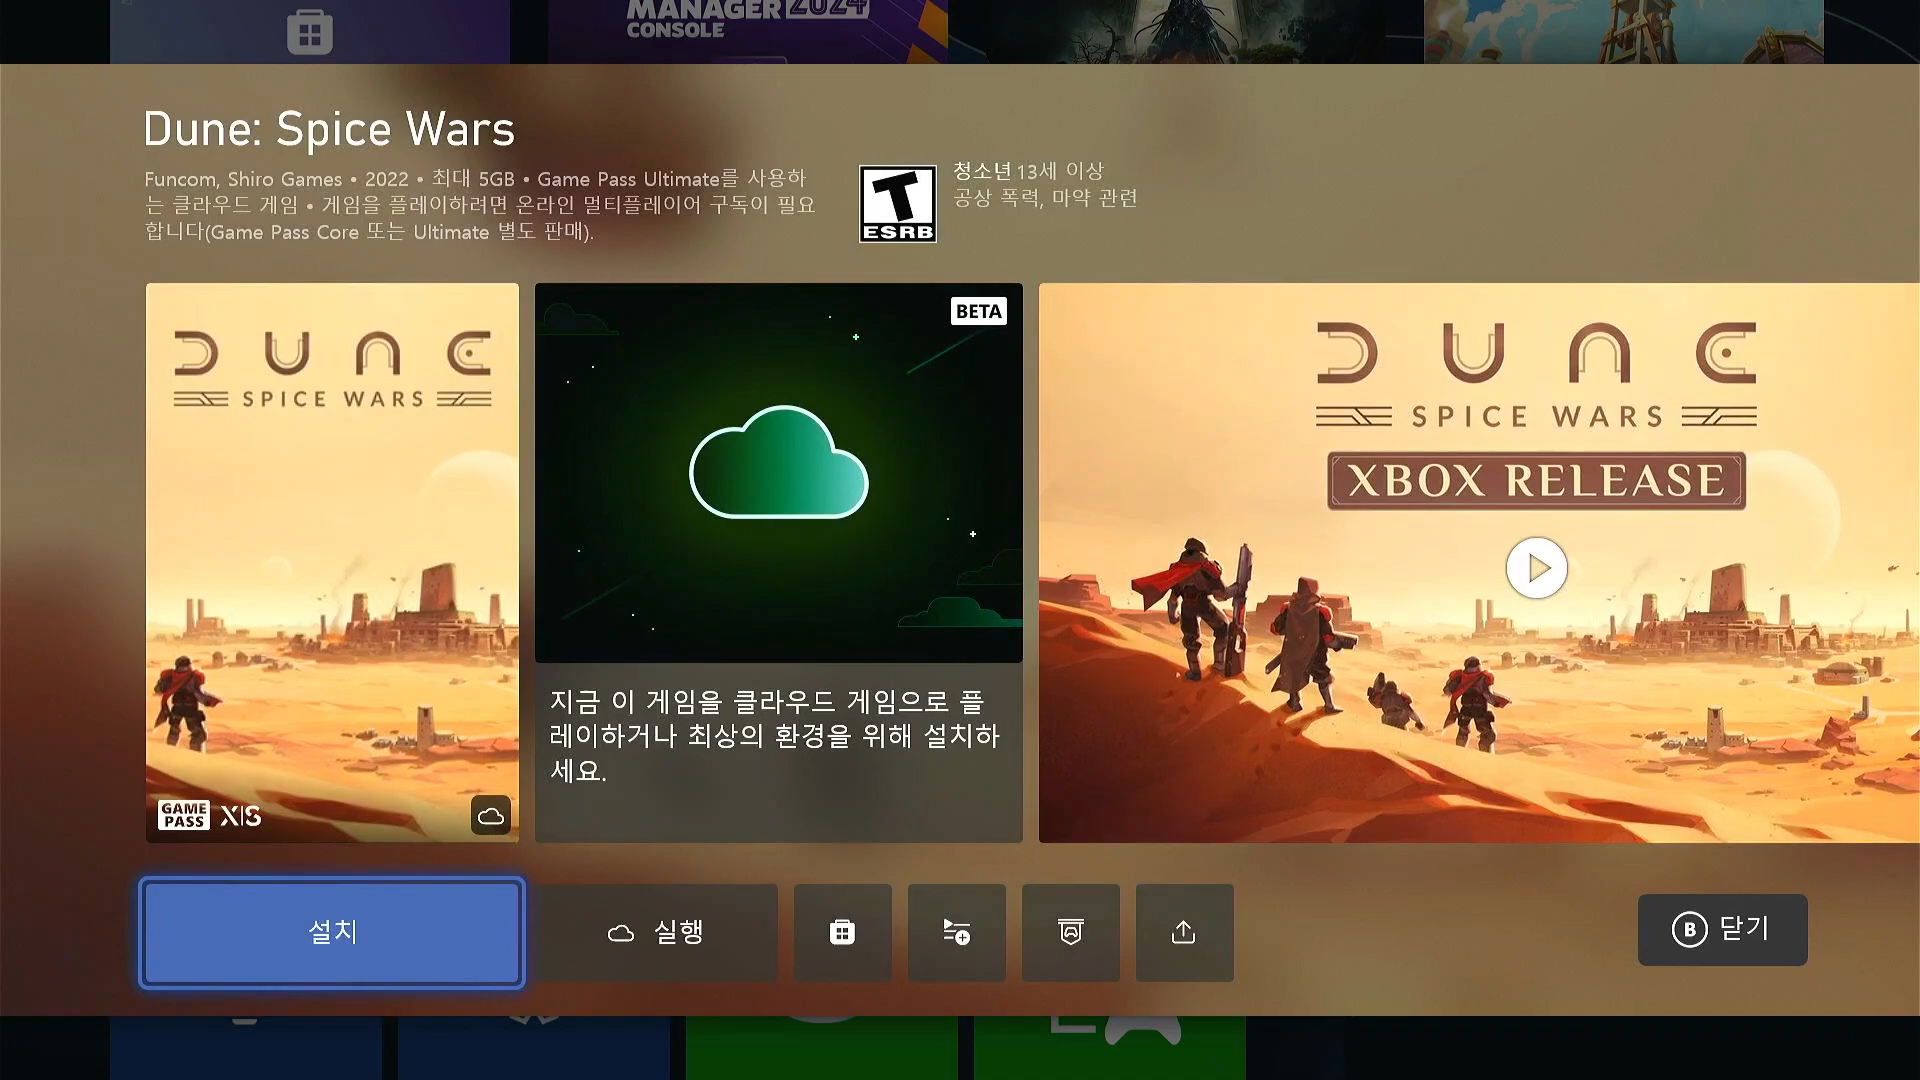 MANAGER 2024
CONSOLE
Dune: Spice Wars
Funcom, Shiro Games • 2022 • 최대 5GB • Game Pass Ultimate를 사용하
는 클라우드 게임 • 게임을 플레이하려면 온라인 멀티플레이어 구독이 필요
합니다(Game Pass Core 또는 Ultimate 별도 판매).
T
ESRB
청소년 13세 이상
공상 폭력, 마약 관련
DUNE
SPICE WARS
GAME
PASS
X|S
BETA
지금 이 게임을 클라우드 게임으로 플
레이하거나 최상의 환경을 위해 설치하
세요.
DUNE
SPICE WARS
XBOX RELEASE
설치
실행
B 닫기